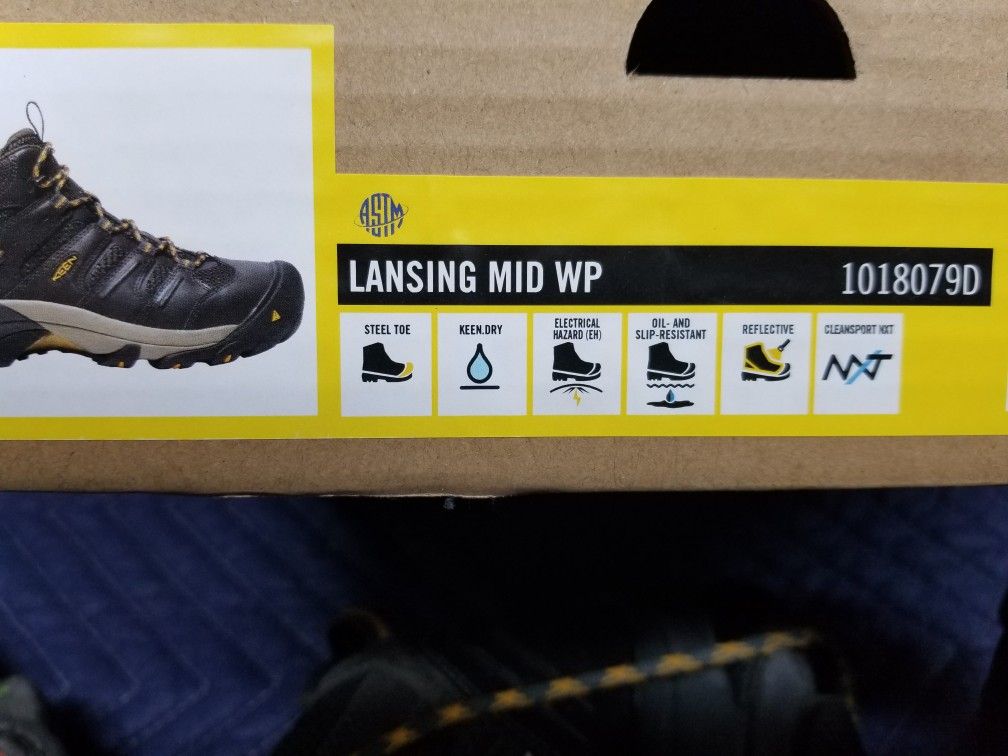 KEEN
ASTM
LANSING MID WP 1018079D
STEEL TOE
KEEN.DRY
ELECTRICAL
HAZARD (EH)
OIL- AND
SLIP-RESISTANT
REFLECTIVE
CLEANSPORT NXT
NXT